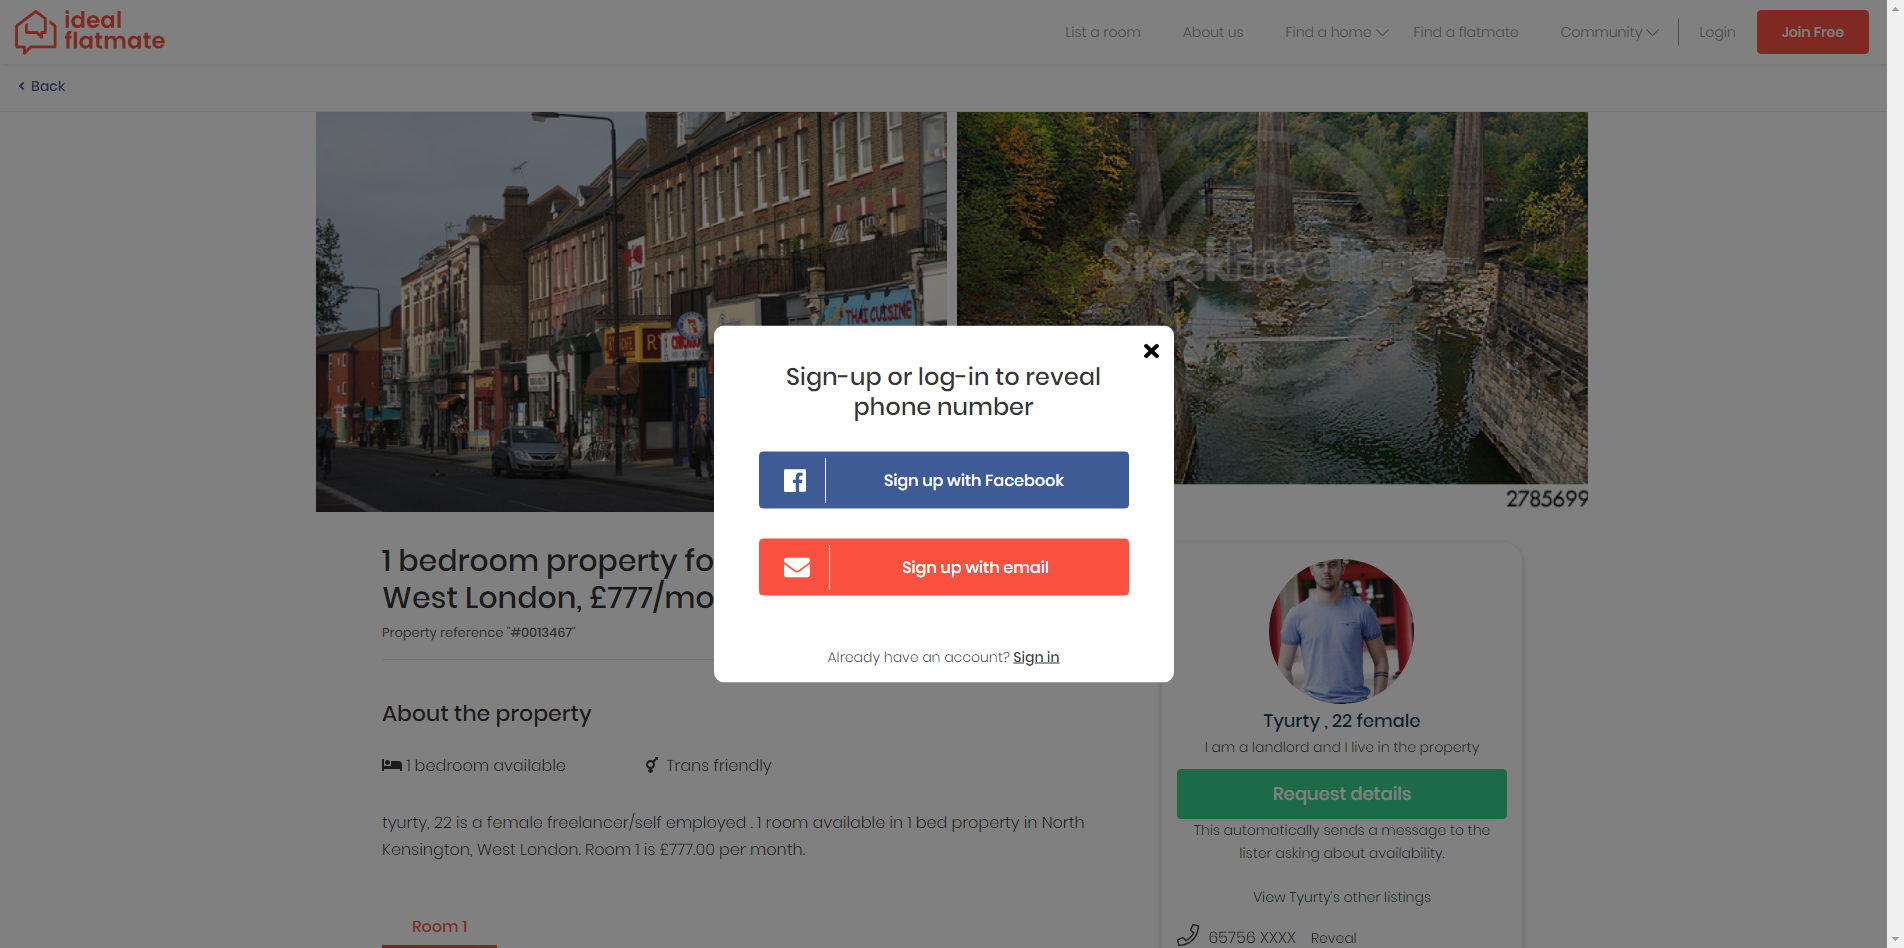 ideal
flatmate
List a room
About us
Find a home
Find a flatmate
Community
Login
Join Free
Back
THAI CUISINE
2785699
Sign-up or log-in to reveal
phone number
Sign up with Facebook
Sign up with email
Already have an account? Sign in
1 bedroom property fo
West London, £777/mo
Property reference "#0013467"
About the property
1 bedroom available
Trans friendly
tyurty, 22 is a female freelancer/self employed . 1 room available in 1 bed property in North
Kensington, West London. Room 1 is £777.00 per month.
Room 1
Tyurty , 22 female
I am a landlord and I live in the property
Request details
This automatically sends a message to the
lister asking about availability.
View Tyurty's other listings
65756 XXXX Reveal